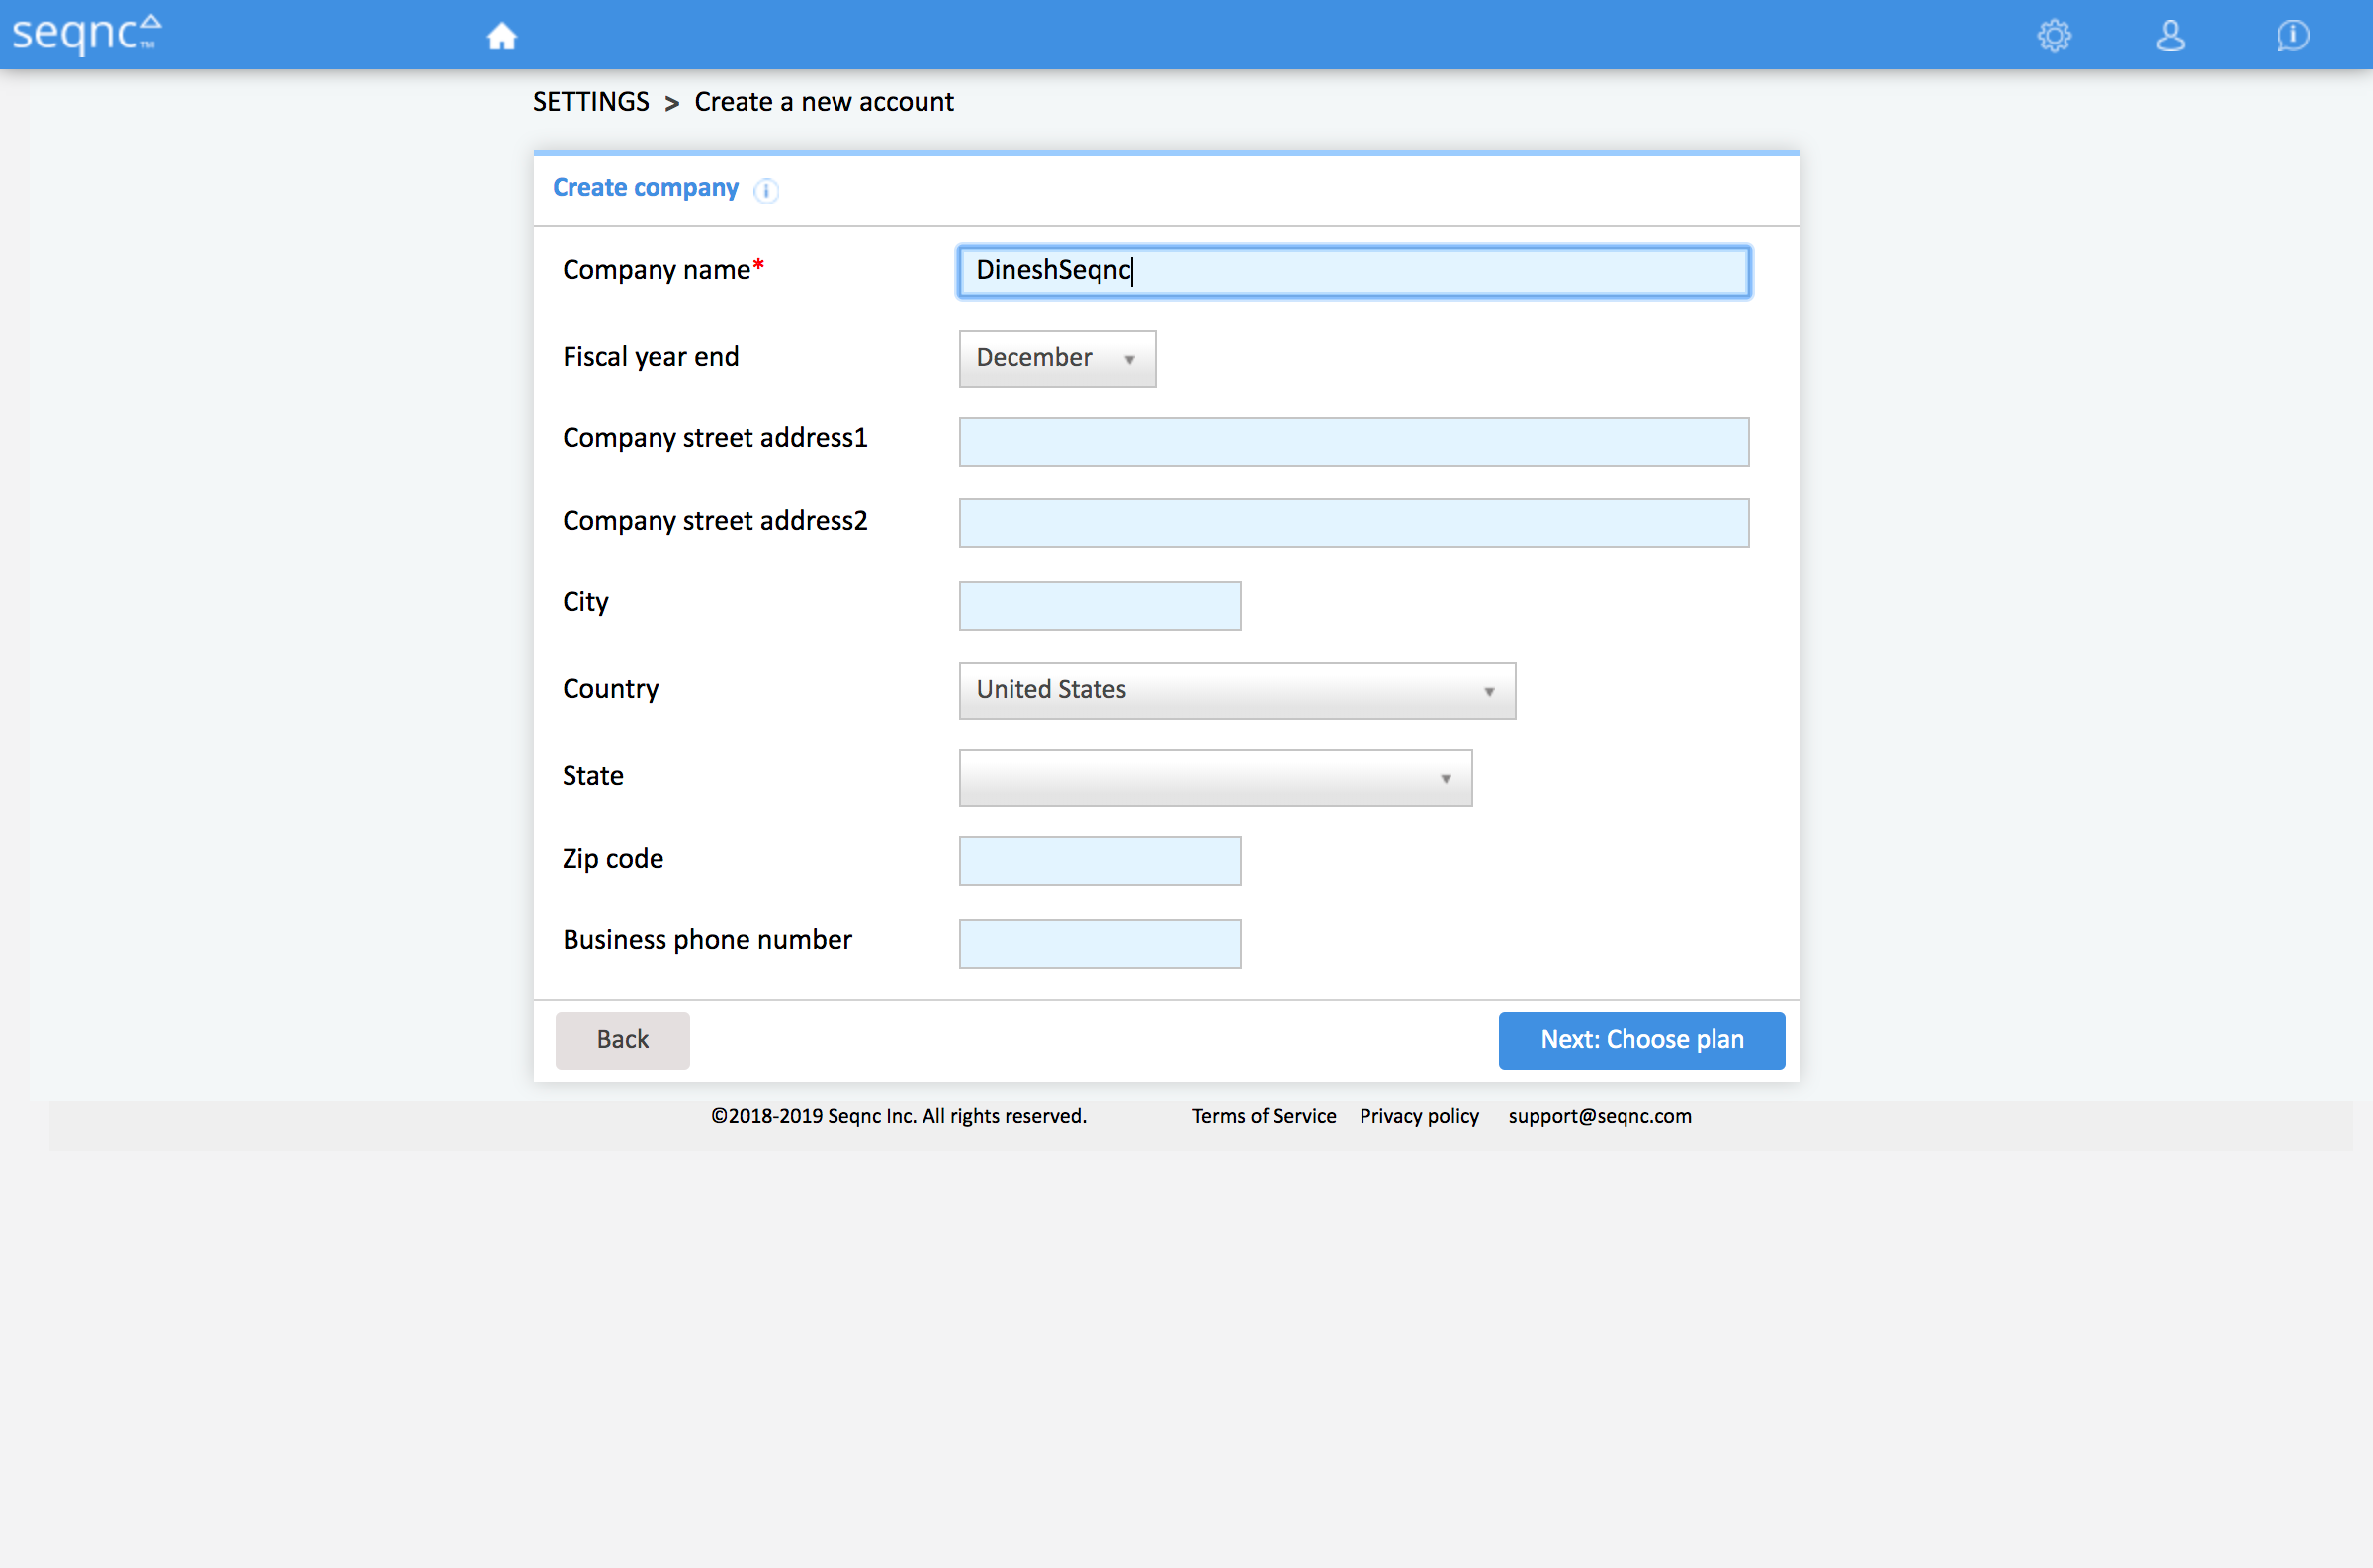 seqnc™
SETTINGS > Create a new account
Create company
Company name* DineshSeqnc
Fiscal year end December
Company street address1
Company street address2
City
Country United States
State
Zip code
Business phone number
Back Next: Choose plan
©2018-2019 Seqnc Inc. All rights reserved. Terms of Service Privacy policy support@seqnc.com